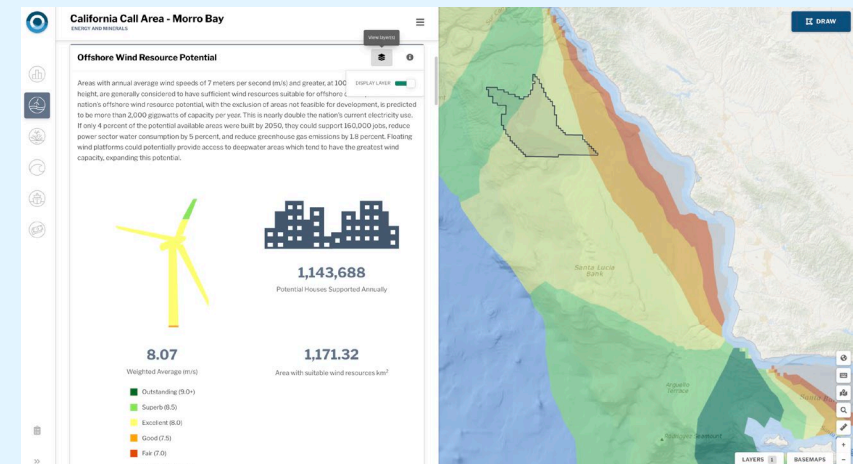 California Call Area - Morro Bay
ENERGY AND MINERALS
View layer(s)
Offshore Wind Resource Potential
DISPLAY LAYER
Areas with annual average wind speeds of 7 meters per second (m/s) and greater, at 100
height, are generally considered to have sufficient wind resources suitable for offshore
nation's offshore wind resource potential, with the exclusion of areas not feasible for development, is predicted
to be more than 2,000 gigawatts of capacity per year. This is nearly double the nation's current electricity use.
If only 4 percent of the potential available areas were built by 2050, they could support 160,000 jobs, reduce
power sector water consumption by 5 percent, and reduce greenhouse gas emissions by 1.8 percent. Floating
wind platforms could potentially provide access to deepwater areas which tend to have the greatest wind
capacity, expanding this potential.
1,143,688
Potential Houses Supported Annually
8.07
Weighted Average (m/s)
1,171.32
Area with suitable wind resources km²
Outstanding (9.0+)
Superb (8.5)
Excellent (8.0)
Good (7.5)
Fair (7.0)
DRAW
Santa Lucia
Bank
Arguello
Terrace
Santa
LAYERS 1
BASEMAPS